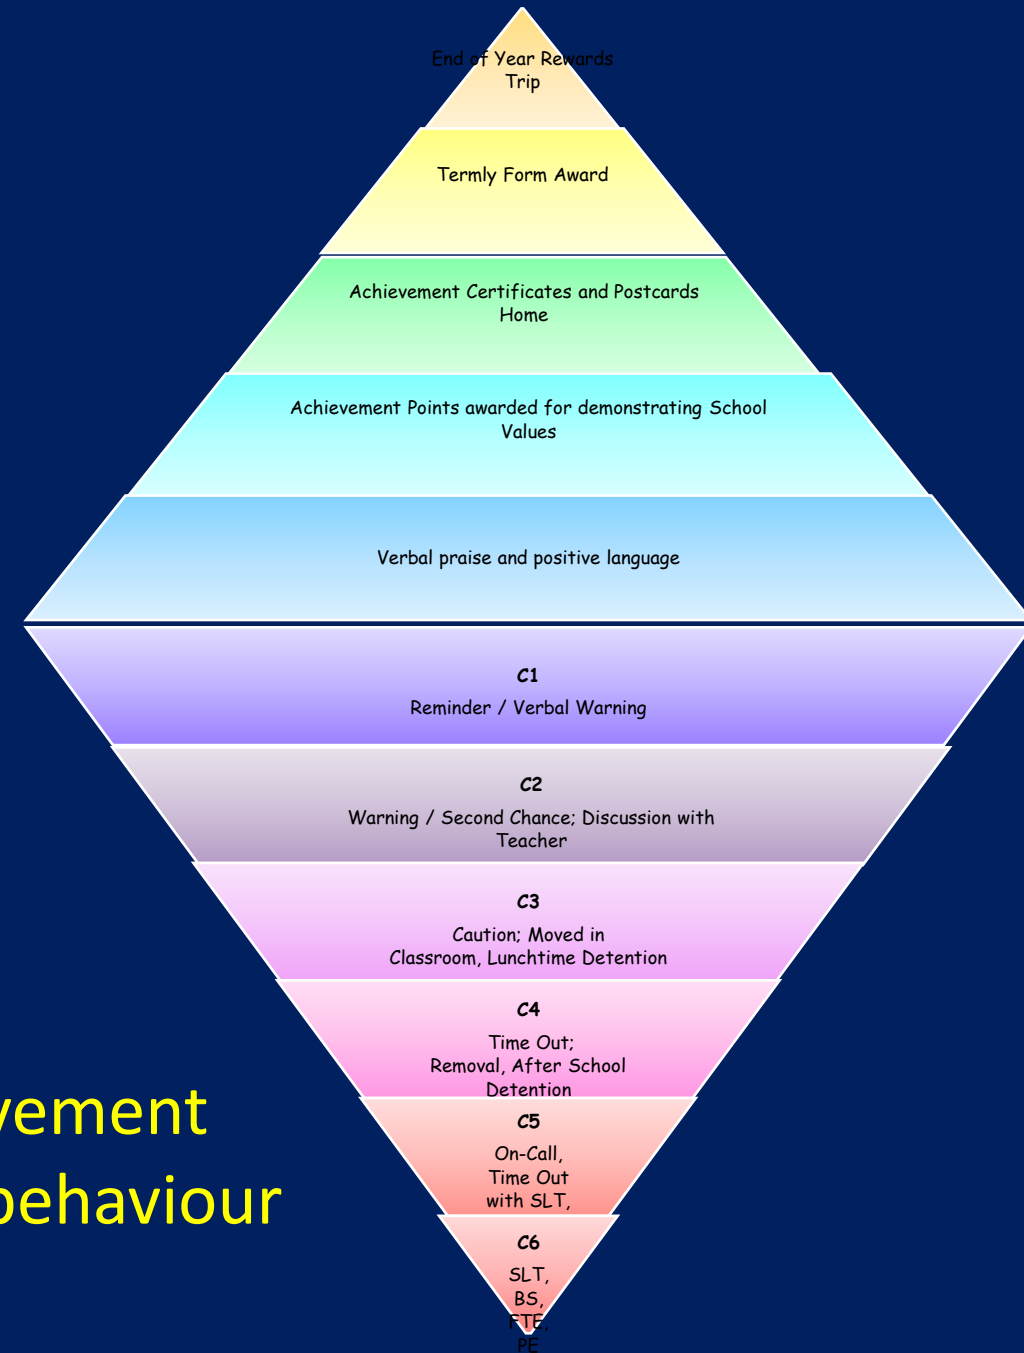 End of Year Rewards
Trip
Termly Form Award
Achievement Certificates and Postcards
Home
Achievement Points awarded for demonstrating School
Values
Verbal praise and positive language
C1
Reminder / Verbal Warning
C2
Warning / Second Chance; Discussion with
Teacher
C3
Caution; Moved in
Classroom, Lunchtime Detention
C4
Time Out;
Removal, After School
Detention
C5
On-Call,
Time Out
with SLT,
C6
SLT,
BS,
FTE,
PE
vement
behaviour